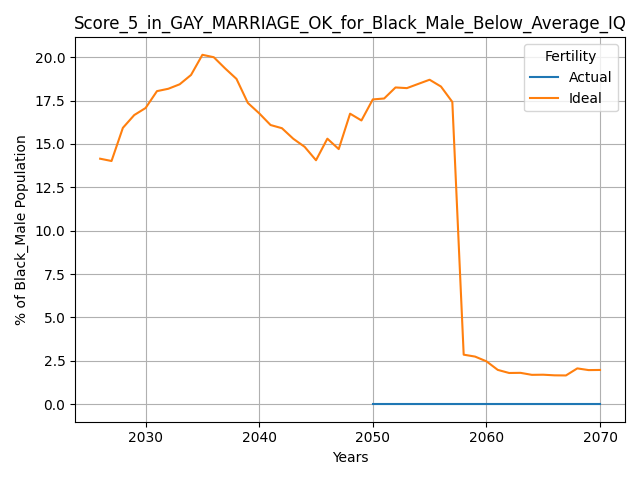 Score_5_in_GAY_MARRIAGE_OK_for_Black_Male_Below_Average_IQ
Fertility
Actual
Ideal
% of Black_Male Population
20.0
17.5
15.0
12.5
10.0
7.5
5.0
2.5
0.0
2030
2040
2050
2060
2070
Years